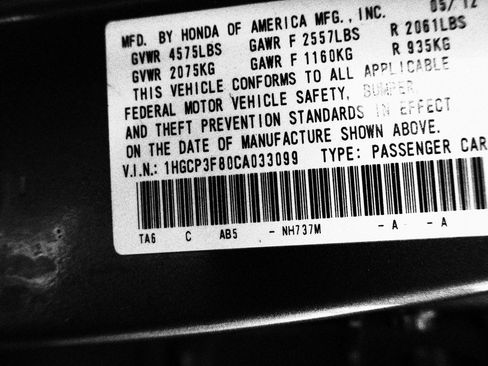 MFD. BY HONDA OF AMERICA MFG., INC. 05/12
GVWR 4575LBS GAWR F 2557LBS R 2061LBS
GVWR 2075KG GAWR F 1160KG R 935KG
THIS VEHICLE CONFORMS TO ALL APPLICABLE
FEDERAL MOTOR VEHICLE SAFETY, BUMPER
AND THEFT PREVENTION STANDARDS IN EFFECT
ON THE DATE OF MANUFACTURE SHOWN ABOVE.
V.I.N.: 1HGCP3F80CA033099 TYPE: PASSENGER CAR
TA6 C AB5 - NH737M - A - A